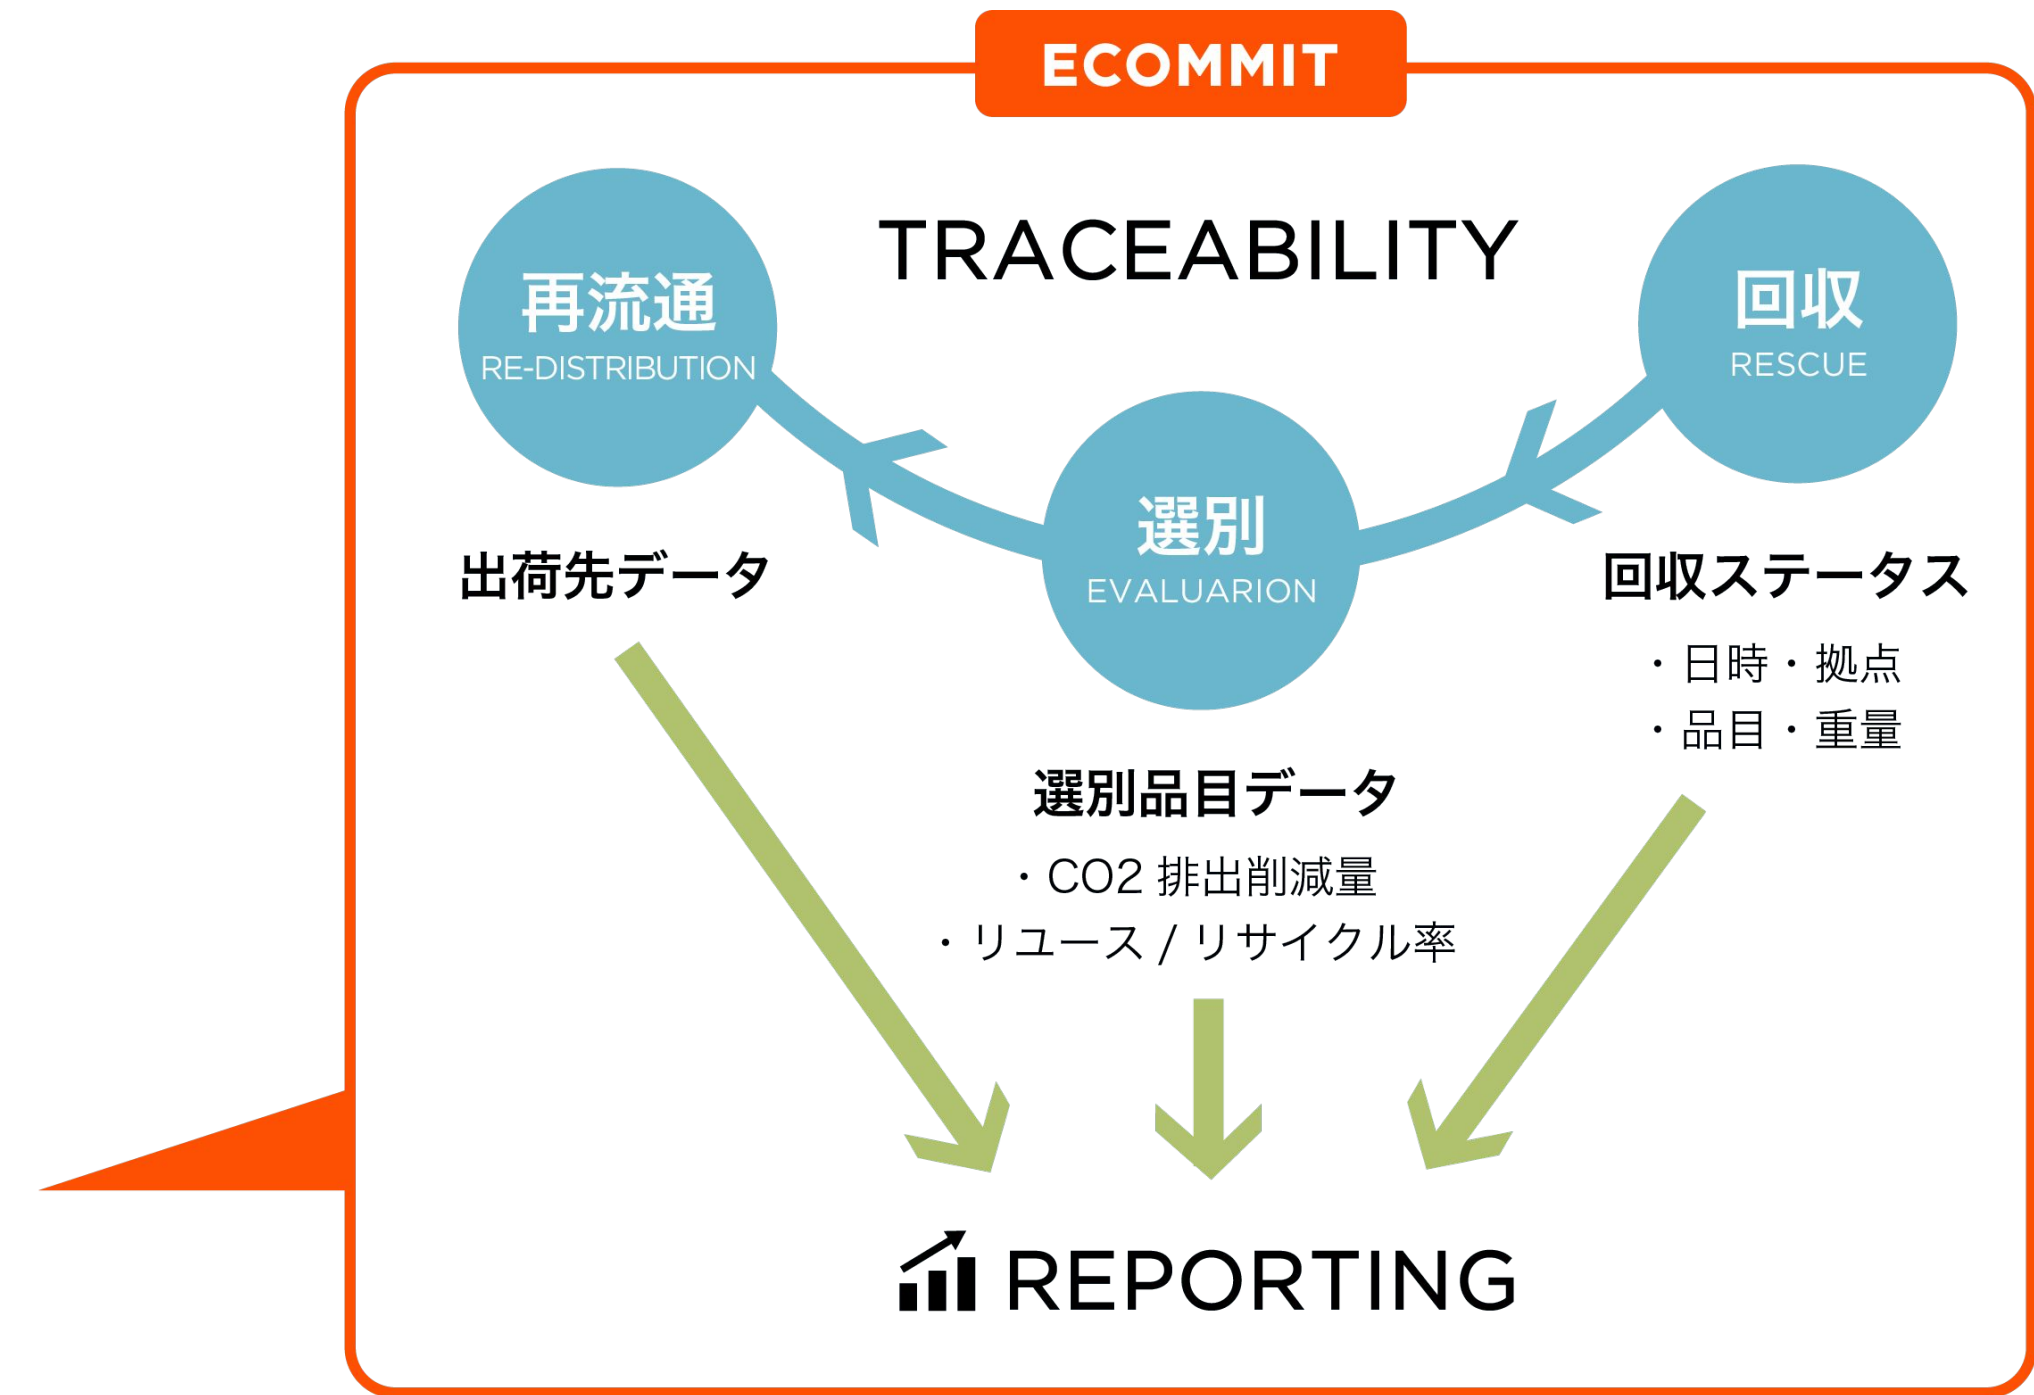 ECOMMIT
TRACEABILITY
再流通
RE-DISTRIBUTION
回収
RESCUE
選別
EVALUARION
出荷先データ
回収ステータス
・日時・拠点
・品目・重量
選別品目データ
・CO2 排出削減量
・リユース / リサイクル率
REPORTING